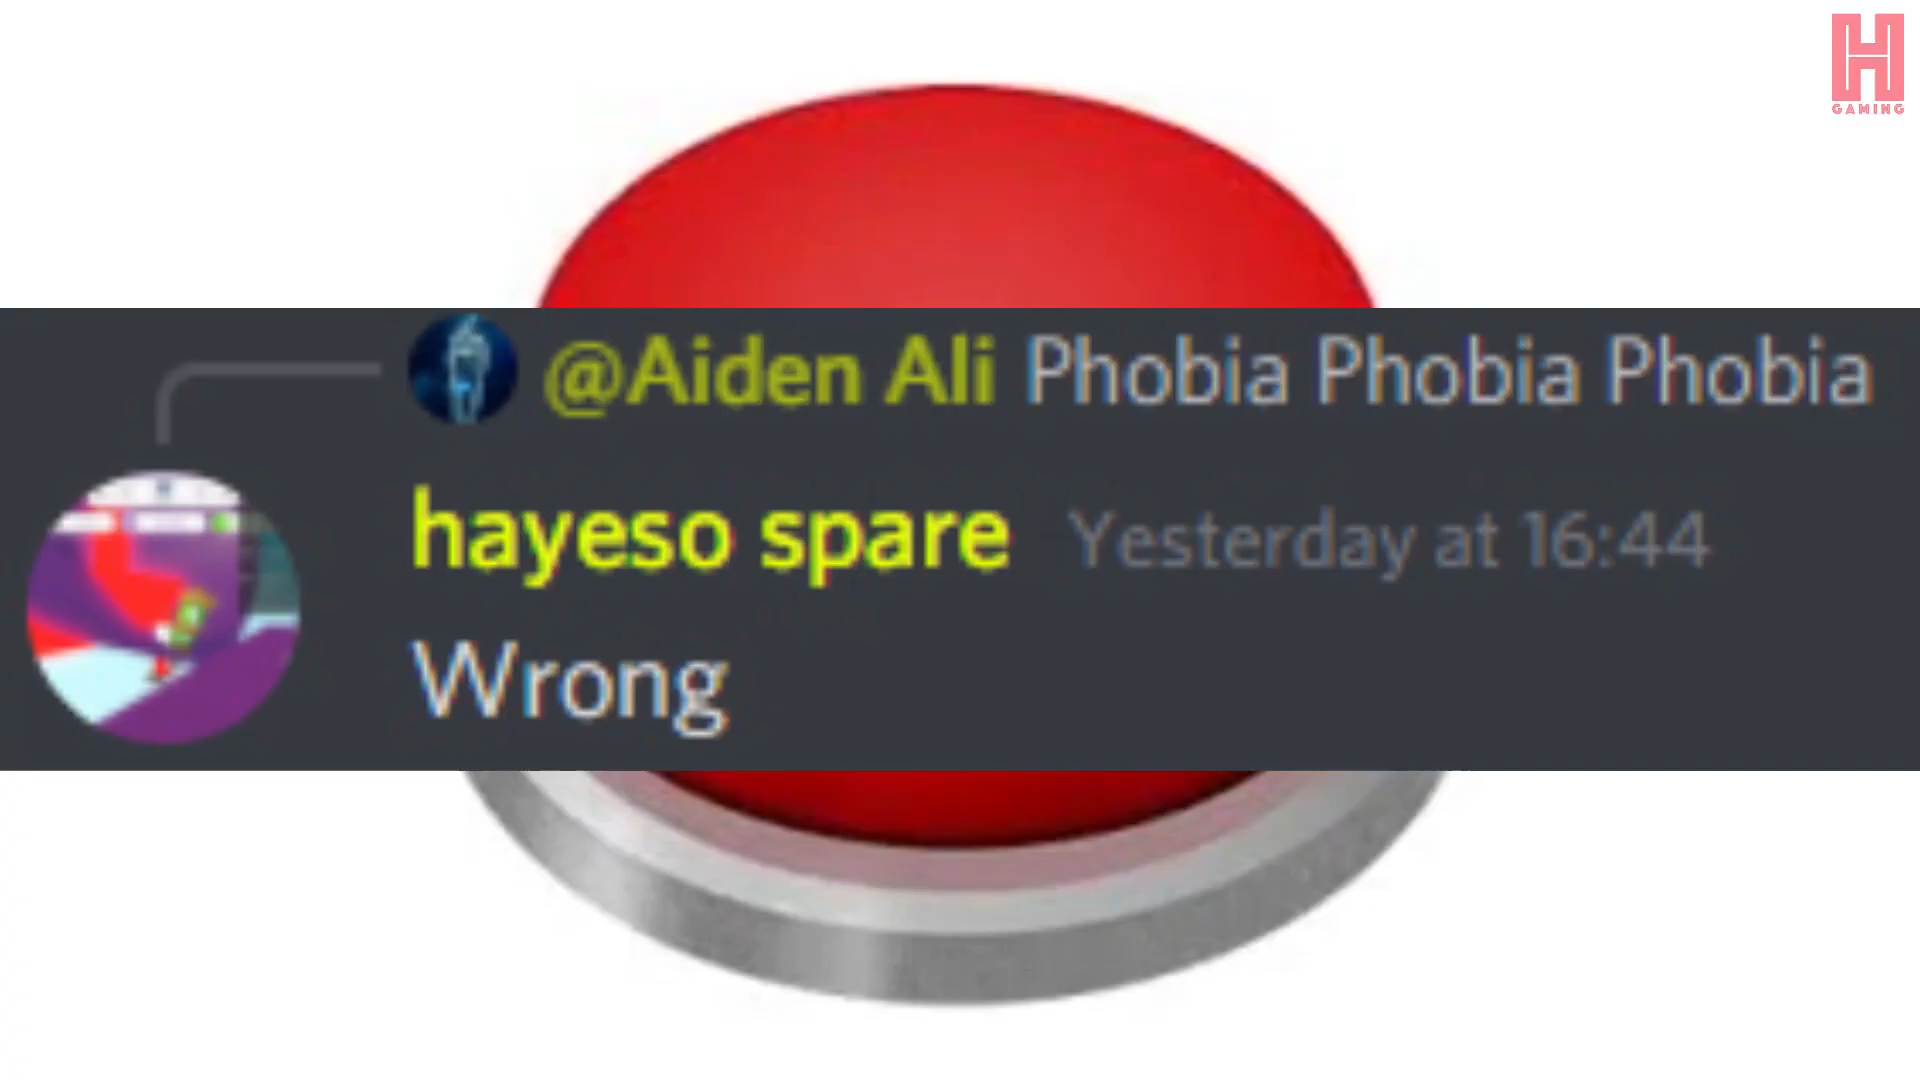 H
GAMING
@Aiden Ali Phobia Phobia Phobia
hayeso spare Yesterday at 16:44
Wrong